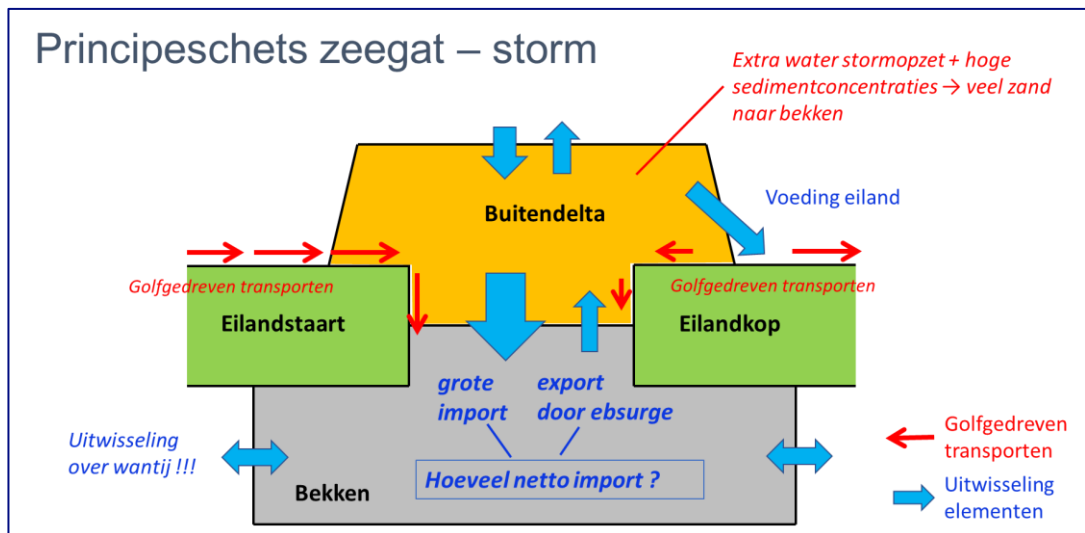 Principeschets zeegat – storm
Extra water stormopzet + hoge
sedimentconcentraties → veel zand
naar bekken
Voeding eiland
Buitendelta
Golfgedreven transporten
Golfgedreven transporten
Eilandstaart
Eilandkop
grote
import
export
door ebsurge
Uitwisseling
over wantij !!!
Hoeveel netto import ?
Bekken
Golfgedreven
transporten
Uitwisseling
elementen